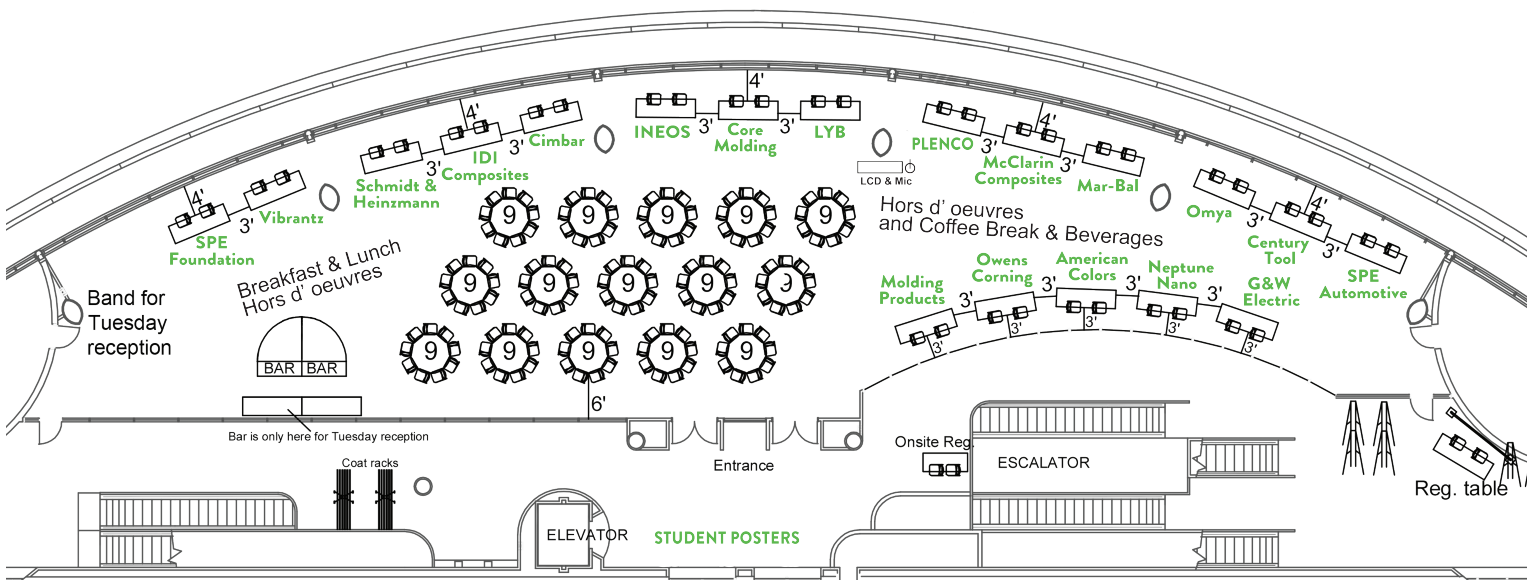 4'
INEOS
3'
Core
Molding
3'
LYB
4'
Cimbar
3'
IDI
Composites
3'
Schmidt &
Heinzmann
4'
PLENCO
3'
McClarin
Composites
3'
Mar-Bal
LCD & Mic
4'
Vibrantz
3'
SPE
Foundation
4'
Omya
3'
Century
Tool
3'
SPE
Automotive
Hors d' oeuvres
and Coffee Break & Beverages
Breakfast & Lunch
Hors d' oeuvres
9 9 9 9 9
9 9 9 9 9
9 9 9 9 9
Molding
Products
3'
Owens
Corning
3'
American
Colors
3'
Neptune
Nano
3'
G&W
Electric
3'
3'
3'
3'
3'
Band for
Tuesday
reception
BAR BAR
6'
Bar is only here for Tuesday reception
Coat racks
Entrance
Onsite Reg.
ESCALATOR
Reg. table
ELEVATOR
STUDENT POSTERS